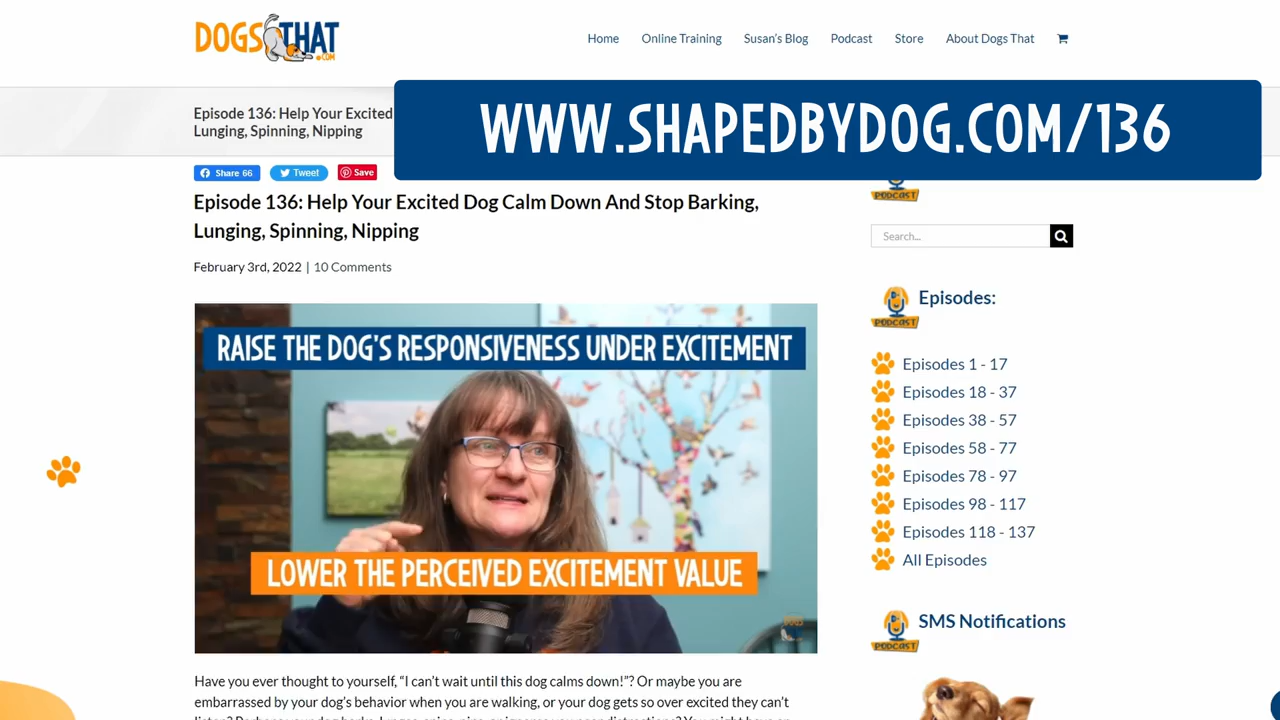 DOGS THAT
.COM
Home
Online Training
Susan's Blog
Podcast
Store
About Dogs That
Episode 136: Help Your Excited
Lunging, Spinning, Nipping
WWW.SHAPEDBYDOG.COM/136
Share 66
Tweet
Save
PODCAST
Episode 136: Help Your Excited Dog Calm Down And Stop Barking,
Lunging, Spinning, Nipping
Search...
February 3rd, 2022 | 10 Comments
RAISE THE DOG'S RESPONSIVENESS UNDER EXCITEMENT
LOWER THE PERCEIVED EXCITEMENT VALUE
DOGS
PODCAST
Episodes:
Episodes 1 - 17
Episodes 18 - 37
Episodes 38 - 57
Episodes 58 - 77
Episodes 78 - 97
Episodes 98 - 117
Episodes 118 - 137
All Episodes
PODCAST
SMS Notifications
Have you ever thought to yourself, “I can’t wait until this dog calms down!”? Or maybe you are
embarrassed by your dog’s behavior when you are walking, or your dog gets so over excited they can’t